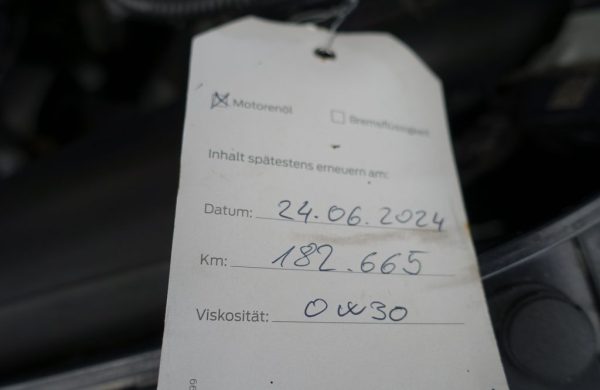 ☒ Motorenöl ☐ Bremsflüssigkeit
Inhalt spätestens erneuern am:
Datum: 24.06.2024
Km: 182.665
Viskosität: 0w30